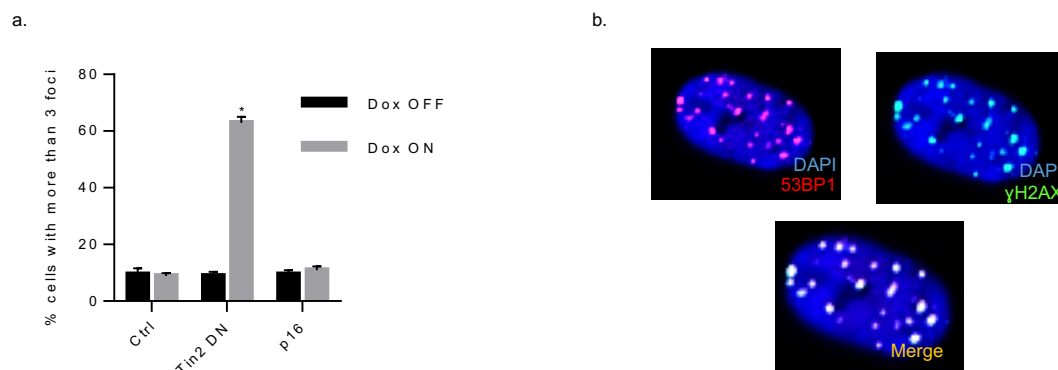 a.
b.
% cells with more than 3 foci
80
60
40
20
0
*
Dox OFF
Dox ON
Ctrl
Tin2 DN
p16
DAPI
53BP1
DAPI
ɣH2AX
Merge